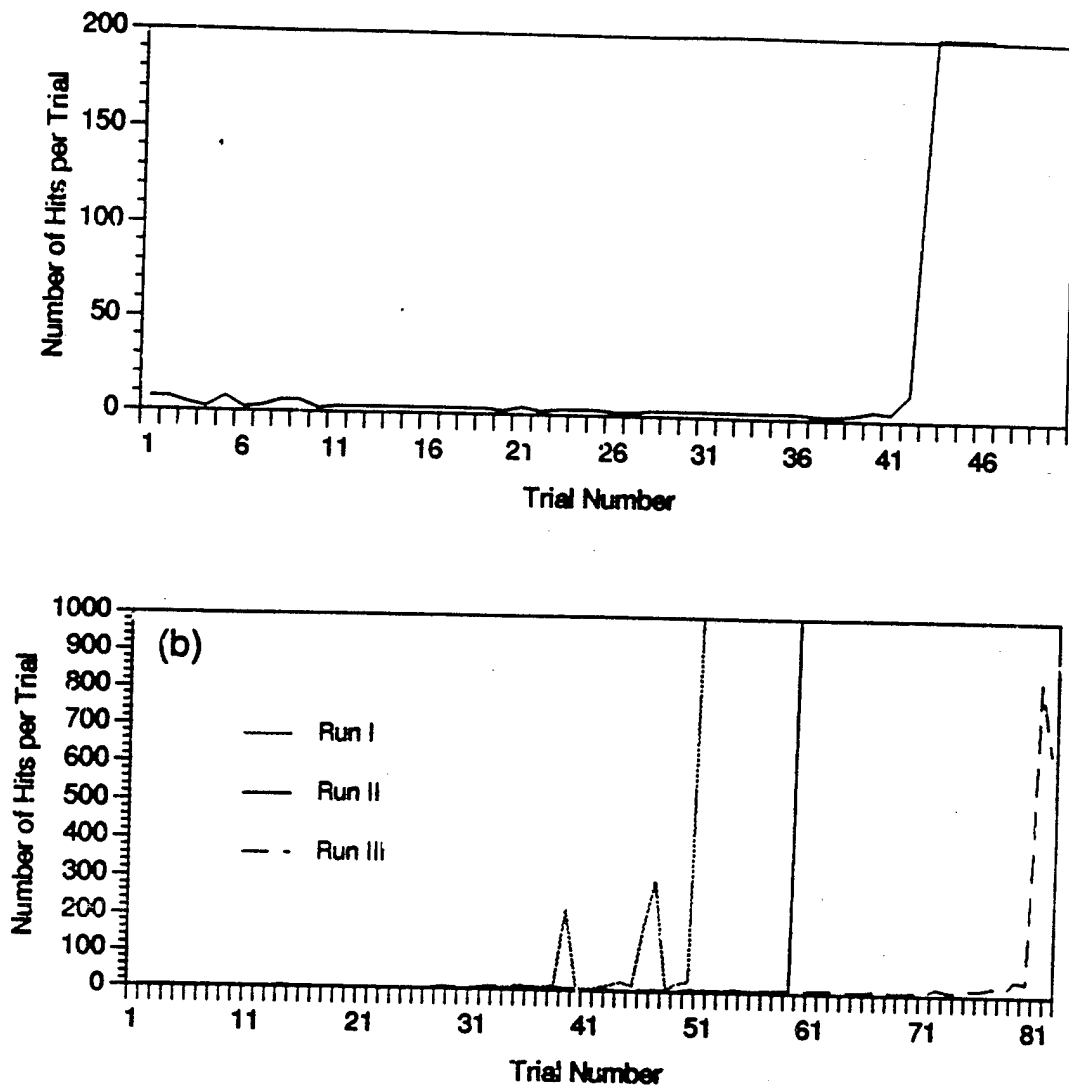 200
150
100
50
0
Number of Hits per Trial
1 6 11 16 21 26 31 36 41 46
Trial Number
1000
900
800
700
600
500
400
300
200
100
0
Number of Hits per Trial
(b)
Run I
Run II
Run III
1 11 21 31 41 51 61 71 81
Trial Number